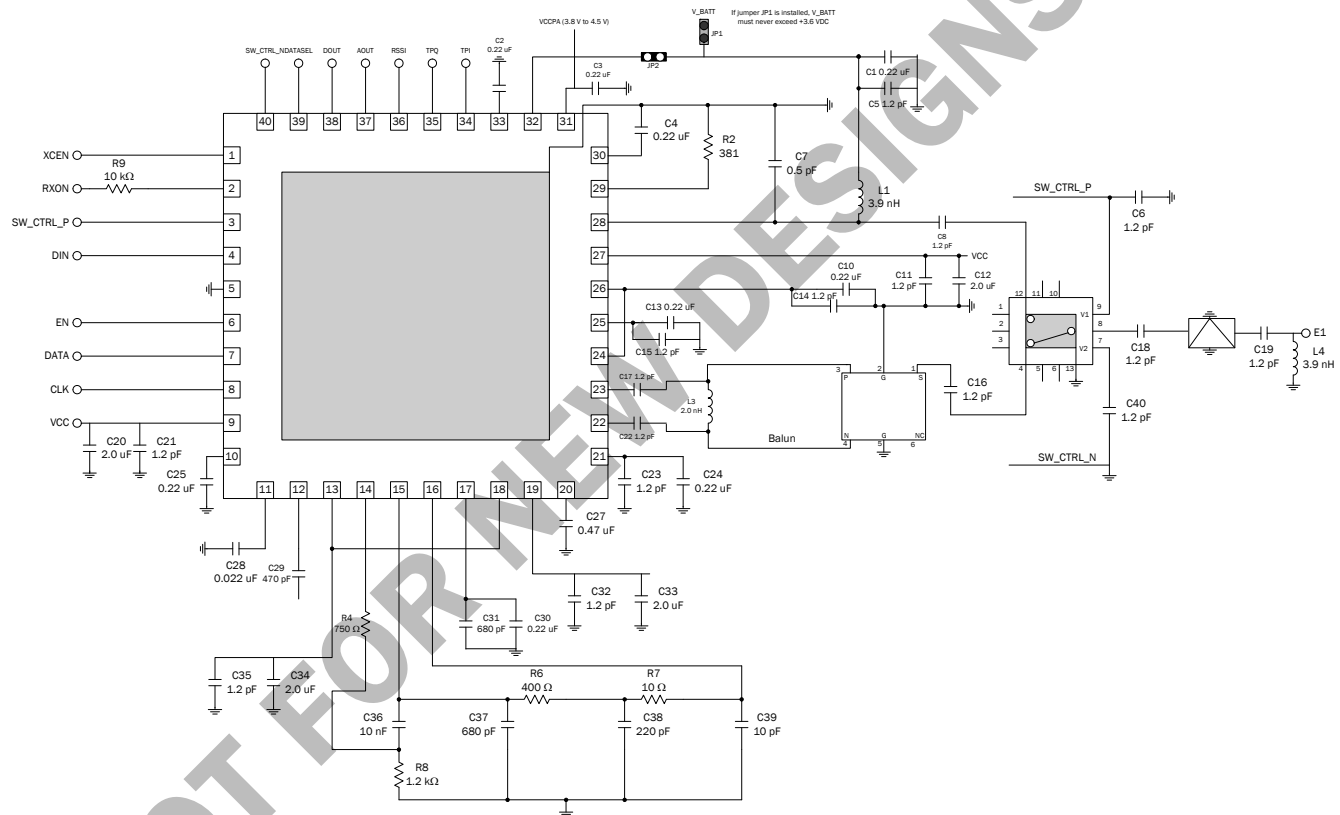 V_BATT
If jumper JP1 is installed, V_BATT
must never exceed +3.6 VDC
JP1
VCCPA (3.8 V to 4.5 V)
SW_CTRL_N
DATASEL
DOUT
AOUT
RSSI
TPQ
TPI
C2
0.22 uF
JP2
C3
0.22 uF
C1 0.22 uF
C5 1.2 pF
40
39
38
37
36
35
34
33
32
31
C4
0.22 uF
R2
381
C7
0.5 pF
L1
3.9 nH
XCEN
1
30
R9
10 kΩ
RXON
2
29
SW_CTRL_P
3
28
C8
1.2 pF
SW_CTRL_P
C6
1.2 pF
DIN
4
27
VCC
C10
0.22 uF
C11
1.2 pF
C12
2.0 uF
5
26
C14 1.2 pF
C13 0.22 uF
EN
6
25
C15 1.2 pF
DATA
7
24
12
11
10
1
2
3
9
8
7
V1
V2
4
5
6
13
C18
1.2 pF
C19
1.2 pF
E1
L4
3.9 nH
CLK
8
23
C17 1.2 pF
L3
2.0 nH
3
2
1
P
G
S
C16
1.2 pF
C40
1.2 pF
VCC
9
22
C22 1.2 pF
Balun
N
G
NC
4
5
6
C20
2.0 uF
C21
1.2 pF
C25
0.22 uF
10
21
C23
1.2 pF
C24
0.22 uF
SW_CTRL_N
11
12
13
14
15
16
17
18
19
20
C27
0.47 uF
C28
0.022 uF
C29
470 pF
C32
1.2 pF
C33
2.0 uF
R4
750 Ω
C31
680 pF
C30
0.22 uF
C35
1.2 pF
C34
2.0 uF
R6
400 Ω
R7
10 Ω
C36
10 nF
C37
680 pF
C38
220 pF
C39
10 pF
R8
1.2 kΩ
NOT FOR NEW DESIGNS